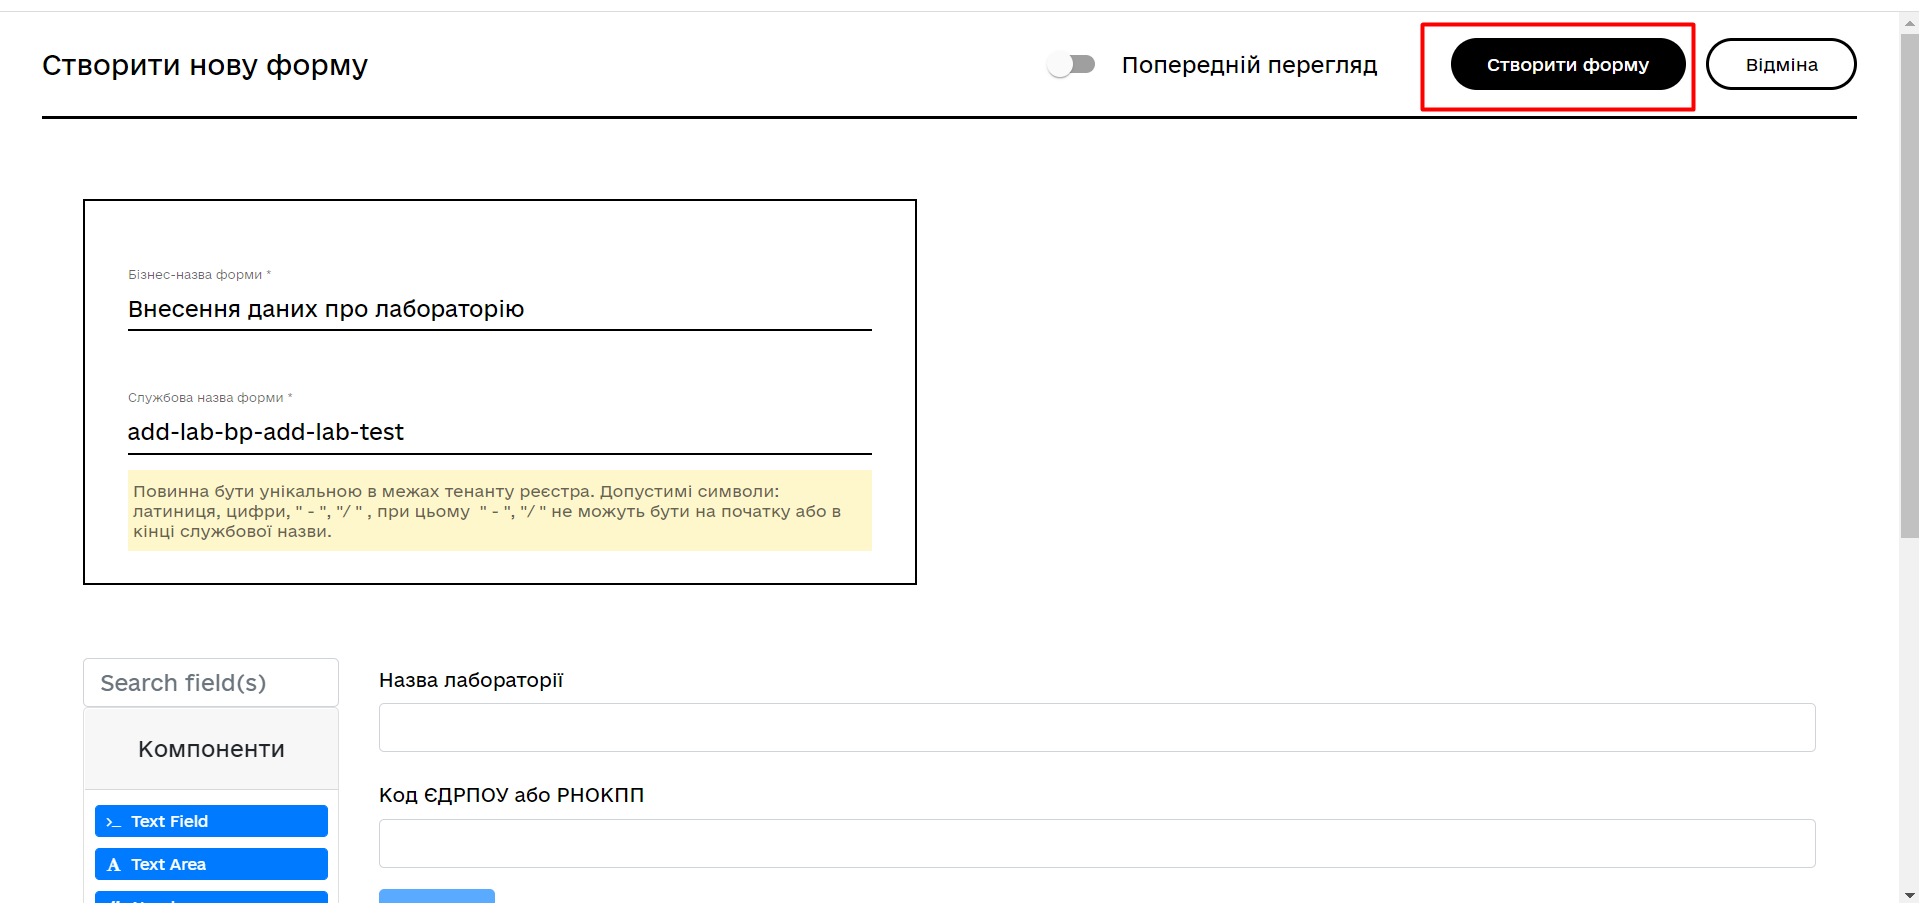 Створити нову форму
Попередній перегляд
Створити форму
Відміна
Бізнес-назва форми *
Внесення даних про лабораторію
Службова назва форми *
add-lab-bp-add-lab-test
Повинна бути унікальною в межах тенанту реєстра. Допустимі символи:
латиниця, цифри, " - ", "/ " , при цьому " - ", "/ " не можуть бути на початку або в
кінці службової назви.
Search field(s)
Компоненти
>_ Text Field
A Text Area
Назва лабораторії
Код ЄДРПОУ або РНОКПП